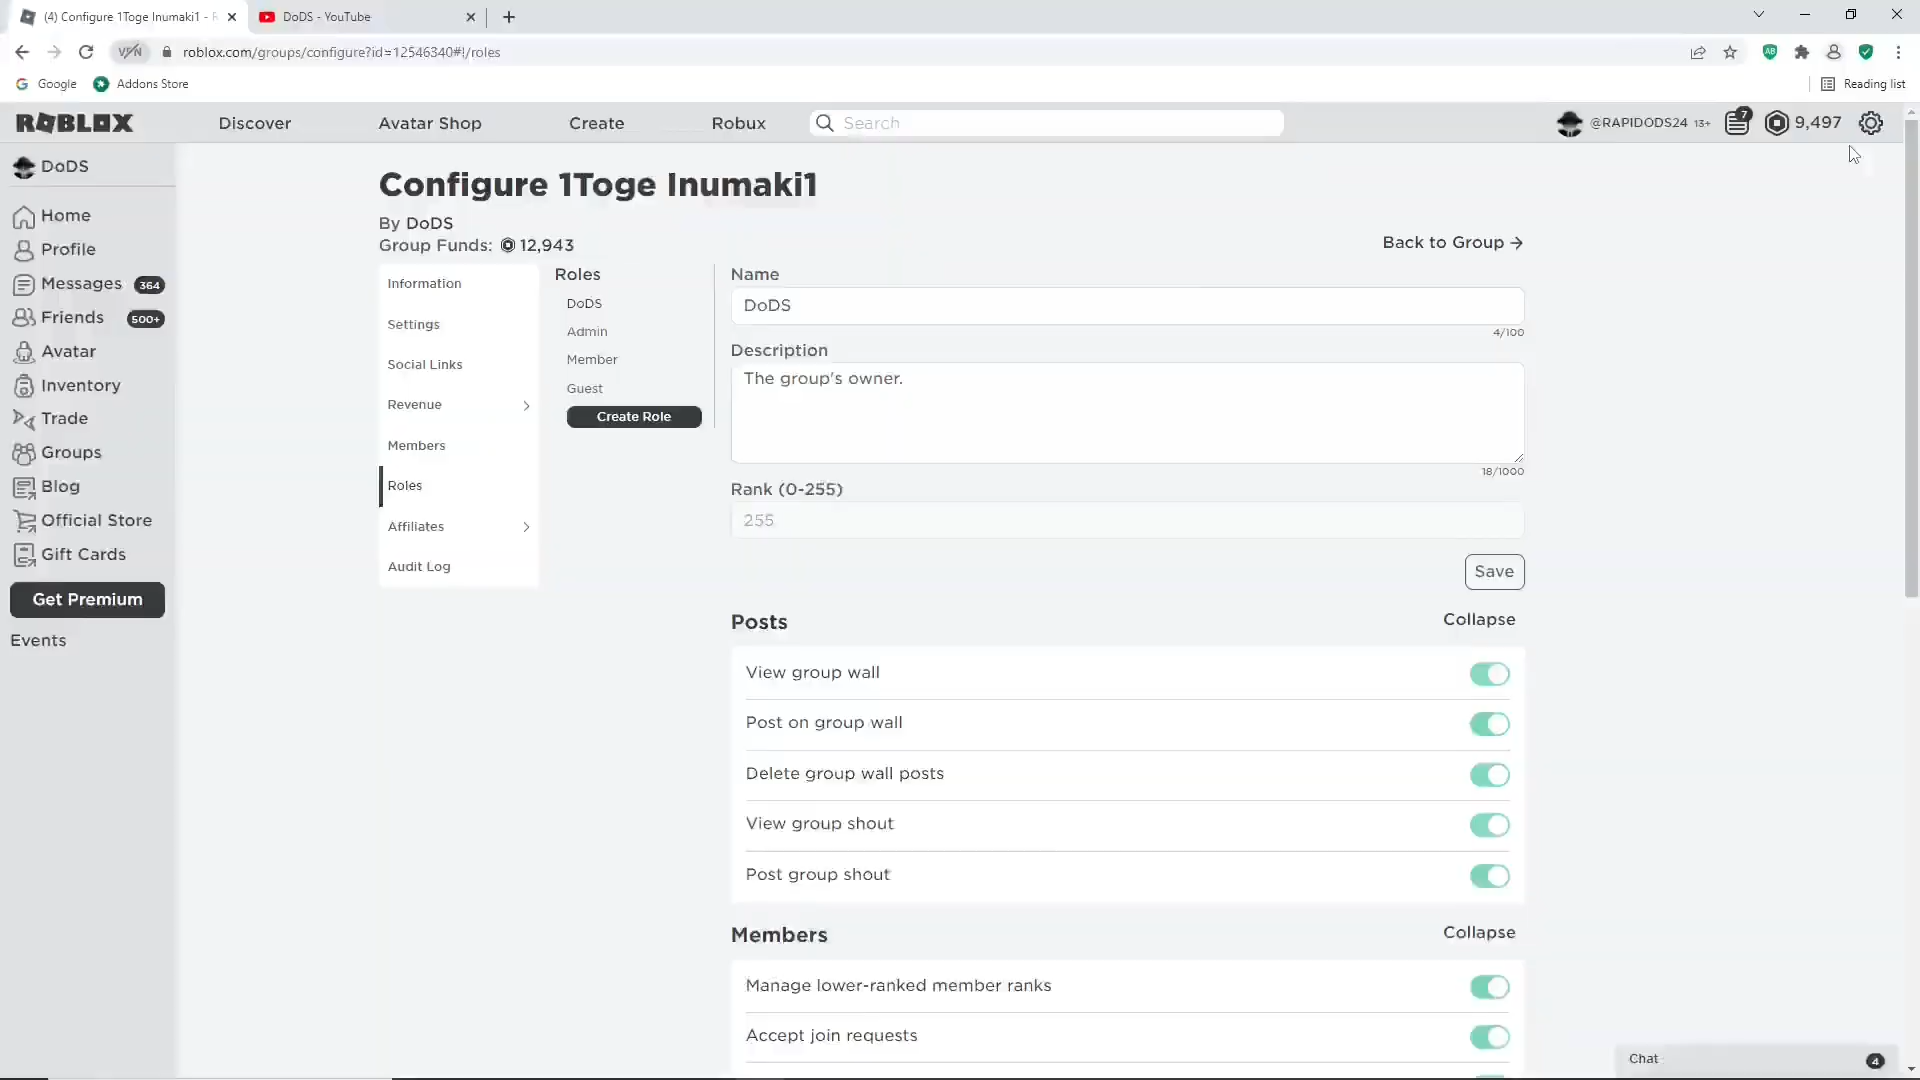 (4) Configure 1Toge Inumaki1 - R
DoDS - YouTube
VPN
roblox.com/groups/configure?id=12546340#!/roles
Google
Addons Store
Reading list
ROBLOX
Discover
Avatar Shop
Create
Robux
Search
@RAPIDODS24 13+
7
9,497
DoDS
Home
Profile
Messages 364
Friends 500+
Avatar
Inventory
Trade
Groups
Blog
Official Store
Gift Cards
Get Premium
Events
Configure 1Toge Inumaki1
By DoDS
Group Funds: 12,943
Back to Group →
Information
Settings
Social Links
Revenue
Members
Roles
Affiliates
Audit Log
Roles
DoDS
Admin
Member
Guest
Create Role
Name
DoDS
4/100
Description
The group's owner.
18/1000
Rank (0-255)
255
Save
Posts
Collapse
View group wall
Post on group wall
Delete group wall posts
View group shout
Post group shout
Members
Collapse
Manage lower-ranked member ranks
Accept join requests
Chat
4